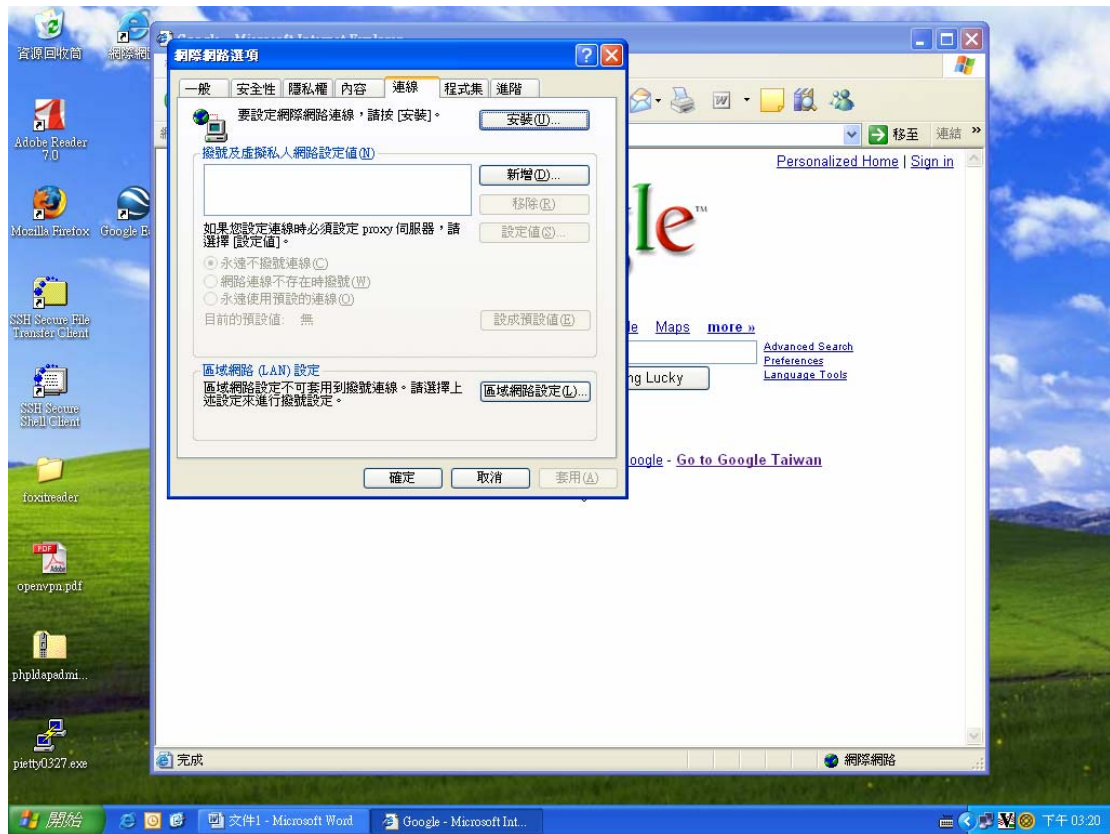 資源回收筒
網際網
Adobe Reader
7.0
Mozilla Firefox
Google E
SSH Secure File
Transfer Client
SSH Secure
Shell Client
foxitreader
openvpn.pdf
phpldapadmi...
pietty0327.exe
Google - Microsoft Internet Explorer
網際網路選項
一般 安全性 隱私權 內容 連線 程式集 進階
要設定網際網路連線，請按 [安裝]。
安裝(U)...
撥號及虛擬私人網路設定值(N)
新增(D)...
移除(R)
如果您設定連線時必須設定 proxy 伺服器，請
選擇 [設定值]。
設定值(S)...
永遠不撥號連線(C)
網路連線不存在時撥號(W)
永遠使用預設的連線(O)
目前的預設值: 無
設成預設值(E)
區域網路 (LAN) 設定
區域網路設定不可套用到撥號連線。請選擇上
述設定來進行撥號設定。
區域網路設定(L)...
確定 取消 套用(A)
移至 連結 »
Personalized Home | Sign in
le™
le Maps more »
Advanced Search
Preferences
Language Tools
ng Lucky
oogle - Go to Google Taiwan
完成
網際網路
開始
文件1 - Microsoft Word
Google - Microsoft Int...
下午 03:20